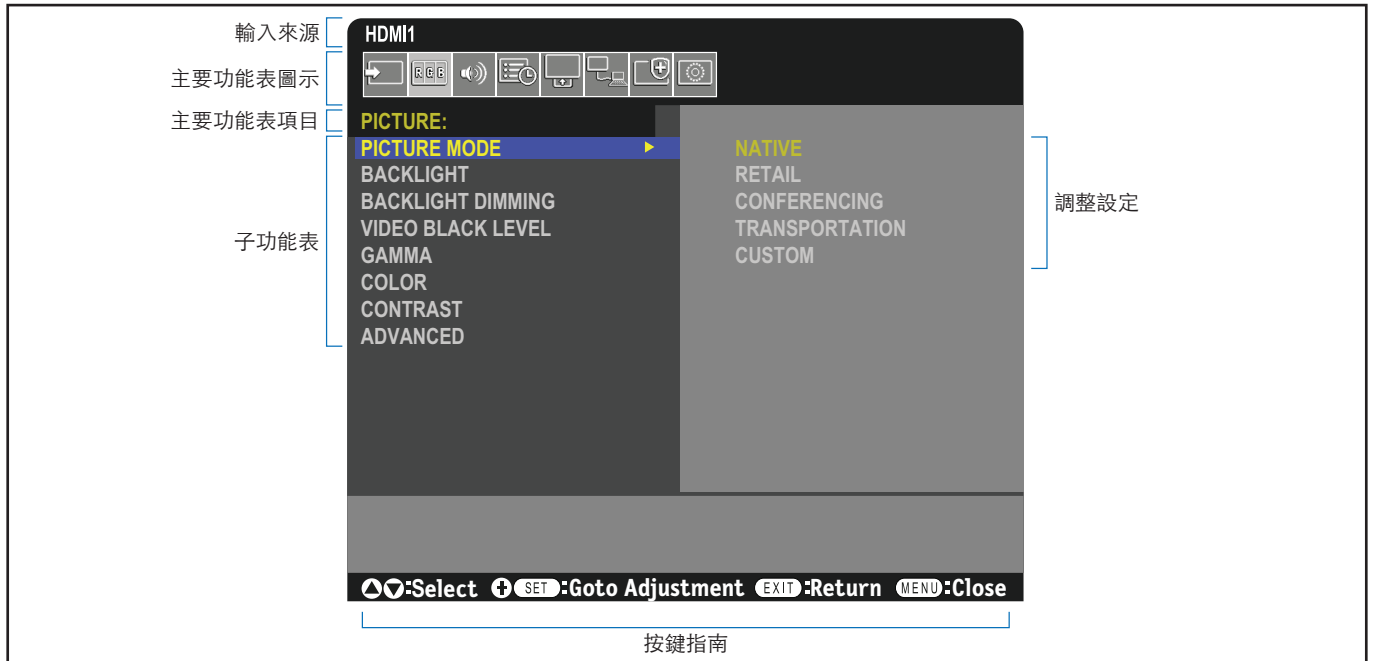 輸入來源
HDMI1
主要功能表圖示
RGB
主要功能表項目
PICTURE:
PICTURE MODE
NATIVE
BACKLIGHT
RETAIL
BACKLIGHT DIMMING
CONFERENCING
調整設定
VIDEO BLACK LEVEL
TRANSPORTATION
子功能表
GAMMA
CUSTOM
COLOR
CONTRAST
ADVANCED
:Select SET:Goto Adjustment EXIT:Return MENU:Close
按鍵指南